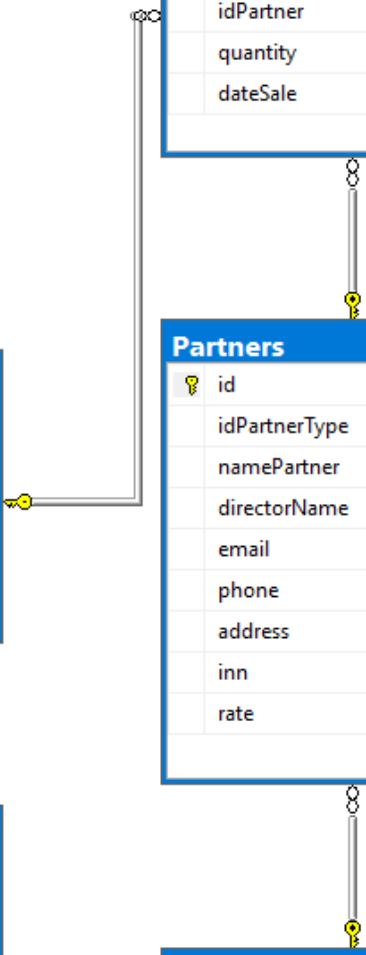 idPartner
quantity
dateSale
Partners
id
idPartnerType
namePartner
directorName
email
phone
address
inn
rate